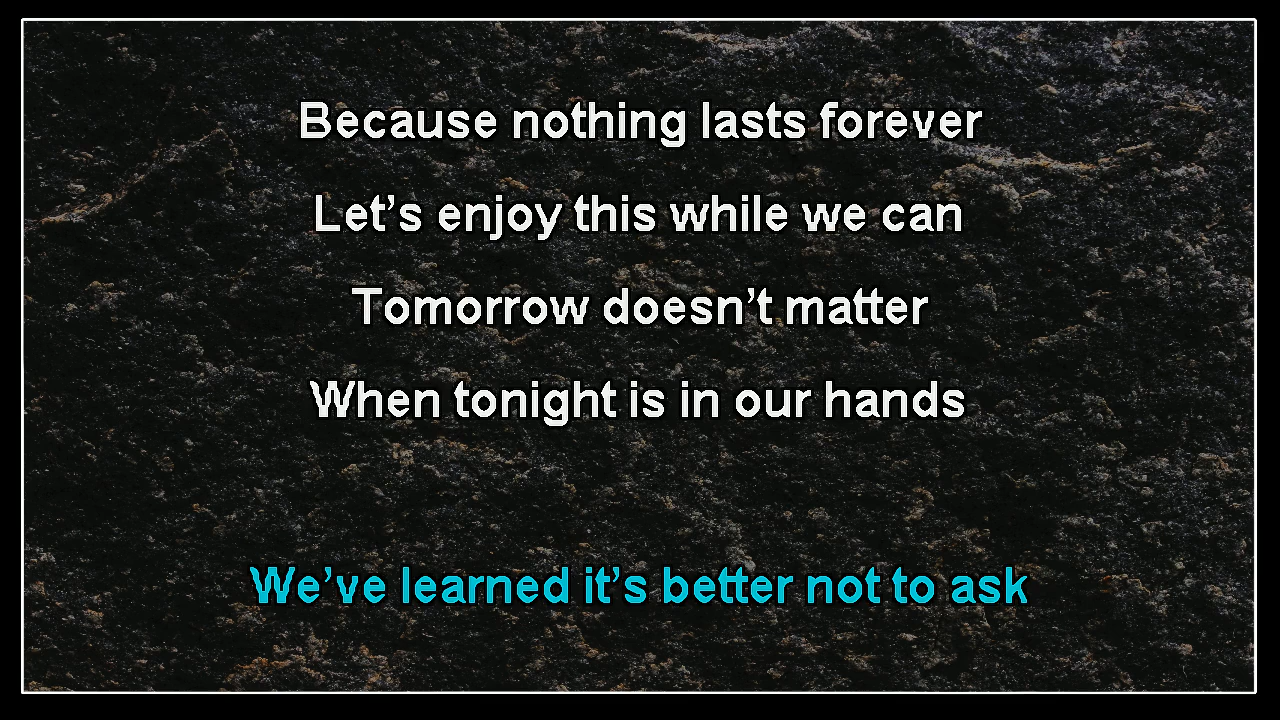 Because nothing lasts forever
Let’s enjoy this while we can
Tomorrow doesn’t matter
When tonight is in our hands
We’ve learned it’s better not to ask